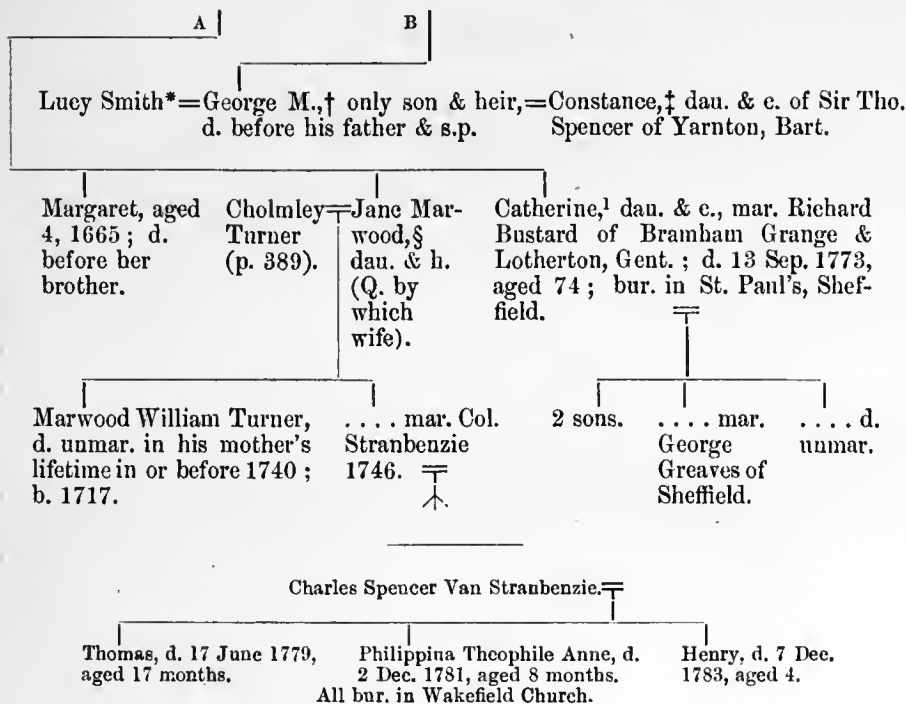 A B
Lucy Smith*=George M.,† only son & heir,=Constance,‡ dau. & c. of Sir Tho.
d. before his father & s.p. Spencer of Yarnton, Bart.
Margaret, aged
4, 1665 ; d.
before her
brother.
Cholmley=Jane Mar-
Turner wood,§
(p. 389). dau. & h.
(Q. by
which
wife).
Catherine,¹ dau. & c., mar. Richard
Bustard of Bramham Grange &
Lotherton, Gent. ; d. 13 Sep. 1773,
aged 74 ; bur. in St. Paul's, Shef-
field.
Marwood William Turner,
d. unmar. in his mother's
lifetime in or before 1740 ;
b. 1717.
. . . . mar. Col.
Stranbenzie
1746.
2 sons.
. . . . mar.
George
Greaves of
Sheffield.
. . . . d.
unmar.
Charles Spencer Van Stranbenzie.=
Thomas, d. 17 June 1779,
aged 17 months.
Philippina Theophile Anne, d.
2 Dec. 1781, aged 8 months.
Henry, d. 7 Dec.
1783, aged 4.
All bur. in Wakefield Church.